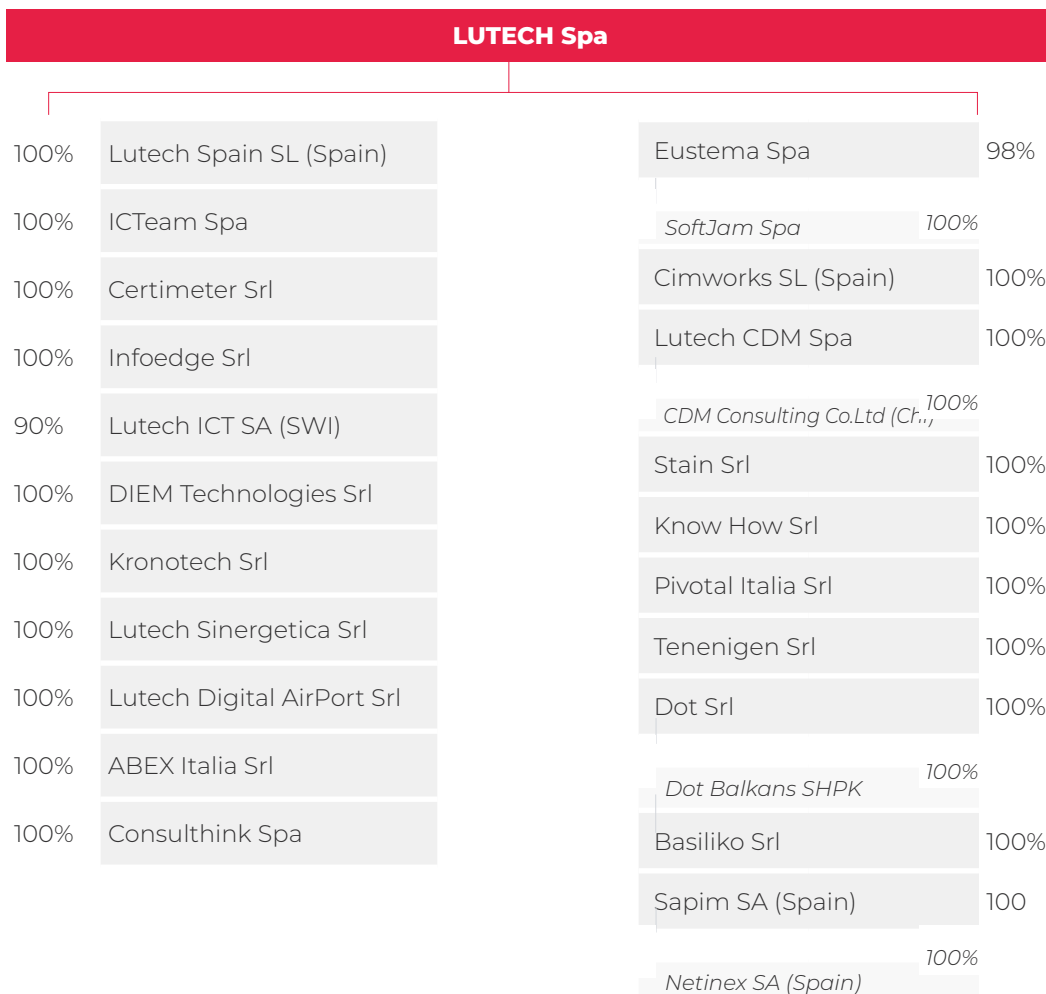 LUTECH Spa
100% Lutech Spain SL (Spain)
100% ICTeam Spa
100% Certimeter Srl
100% Infoedge Srl
90% Lutech ICT SA (SWI)
100% DIEM Technologies Srl
100% Kronotech Srl
100% Lutech Sinergetica Srl
100% Lutech Digital AirPort Srl
100% ABEX Italia Srl
100% Consulthink Spa
Eustema Spa 98%
SoftJam Spa 100%
Cimworks SL (Spain) 100%
Lutech CDM Spa 100%
CDM Consulting Co.Ltd (Chi) 100%
Stain Srl 100%
Know How Srl 100%
Pivotal Italia Srl 100%
Tenenigen Srl 100%
Dot Srl 100%
Dot Balkans SHPK 100%
Basiliko Srl 100%
Sapim SA (Spain) 100
Netinex SA (Spain) 100%